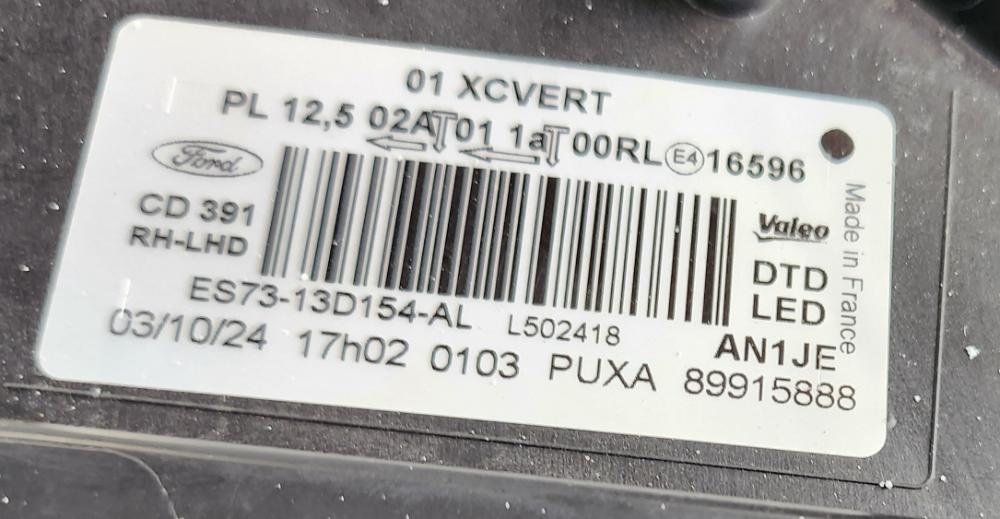 01 XCVERT
PL 12,5 02A 01 1a 00RL E4 16596
Ford
CD 391
RH-LHD
Valeo
DTD
LED
Made in France
ES73-13D154-AL L502418
AN1JE
03/10/24 17h02 0103 PUXA 89915888